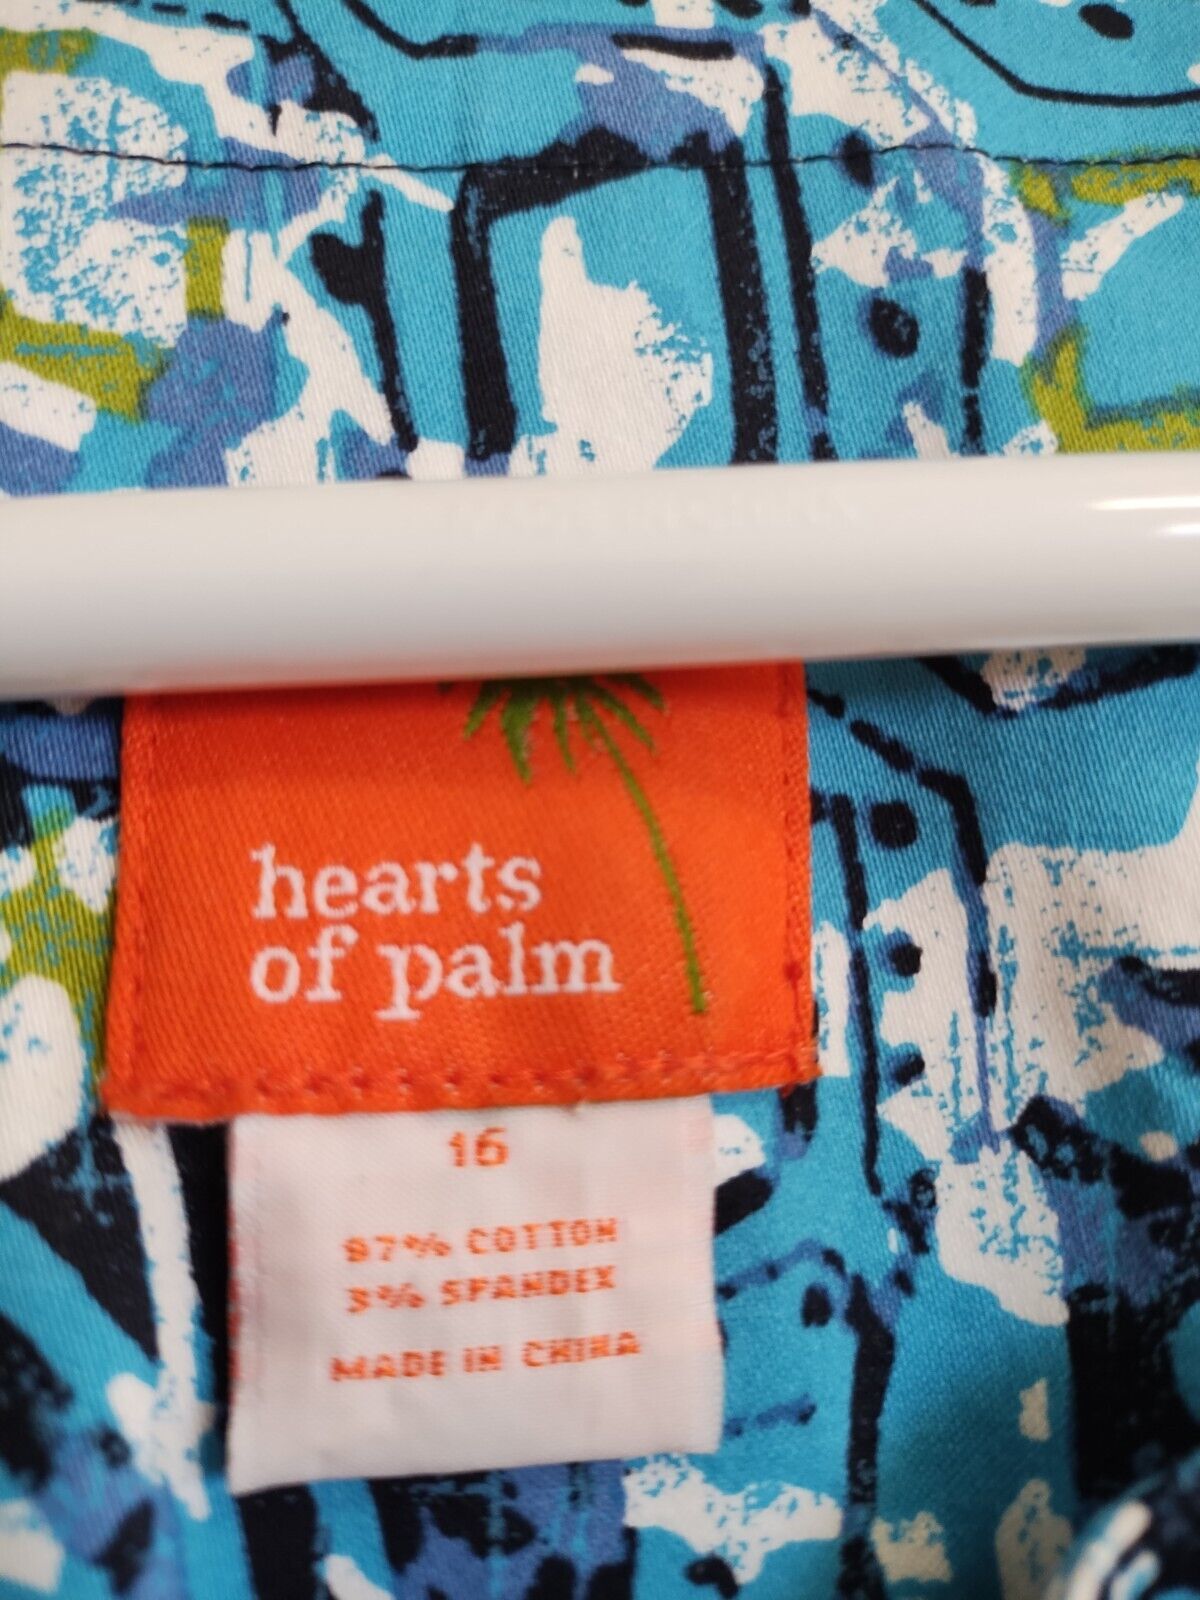 hearts
of palm
16
97% COTTON
3% SPANDEX
MADE IN CHINA